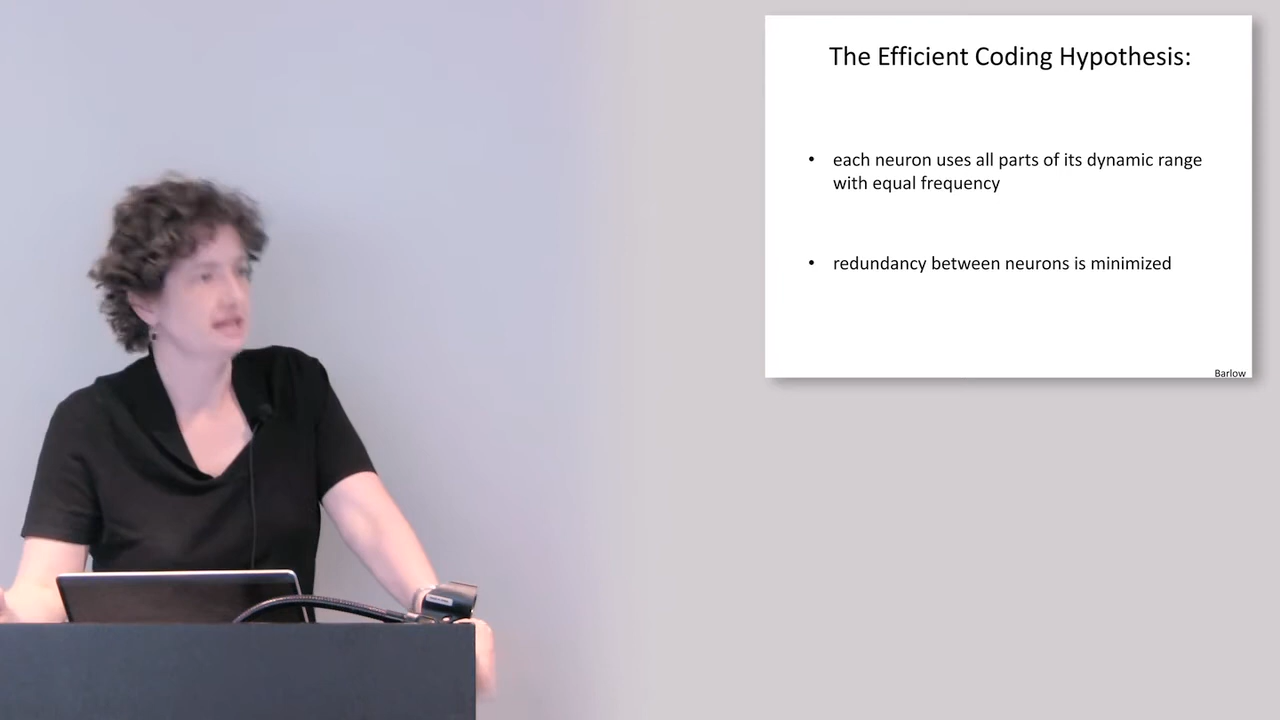 The Efficient Coding Hypothesis:
• each neuron uses all parts of its dynamic range
with equal frequency
• redundancy between neurons is minimized
Barlow